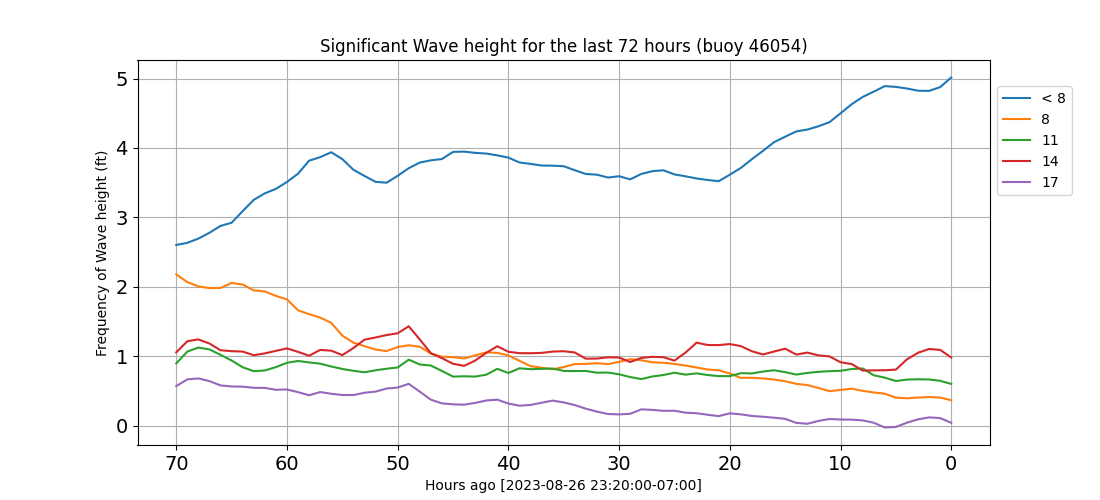 Significant Wave height for the last 72 hours (buoy 46054)
Frequency of Wave height (ft)
5
4
3
2
1
0
70 60 50 40 30 20 10 0
Hours ago [2023-08-26 23:20:00-07:00]
< 8
8
11
14
17